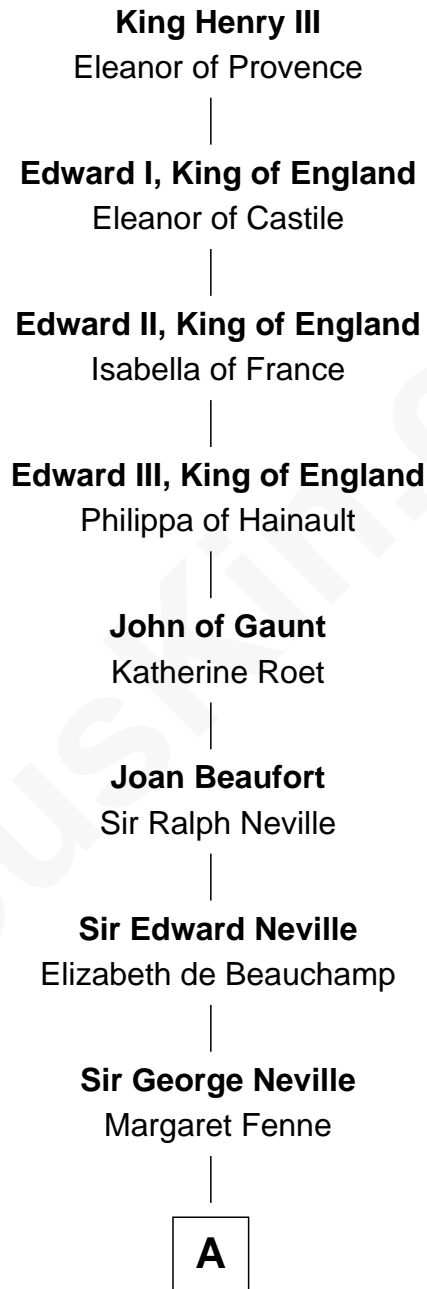 King Henry III
Eleanor of Provence
Edward I, King of England
Eleanor of Castile
Edward II, King of England
Isabella of France
Edward III, King of England
Philippa of Hainault
John of Gaunt
Katherine Roet
Joan Beaufort
Sir Ralph Neville
Sir Edward Neville
Elizabeth de Beauchamp
Sir George Neville
Margaret Fenne
A